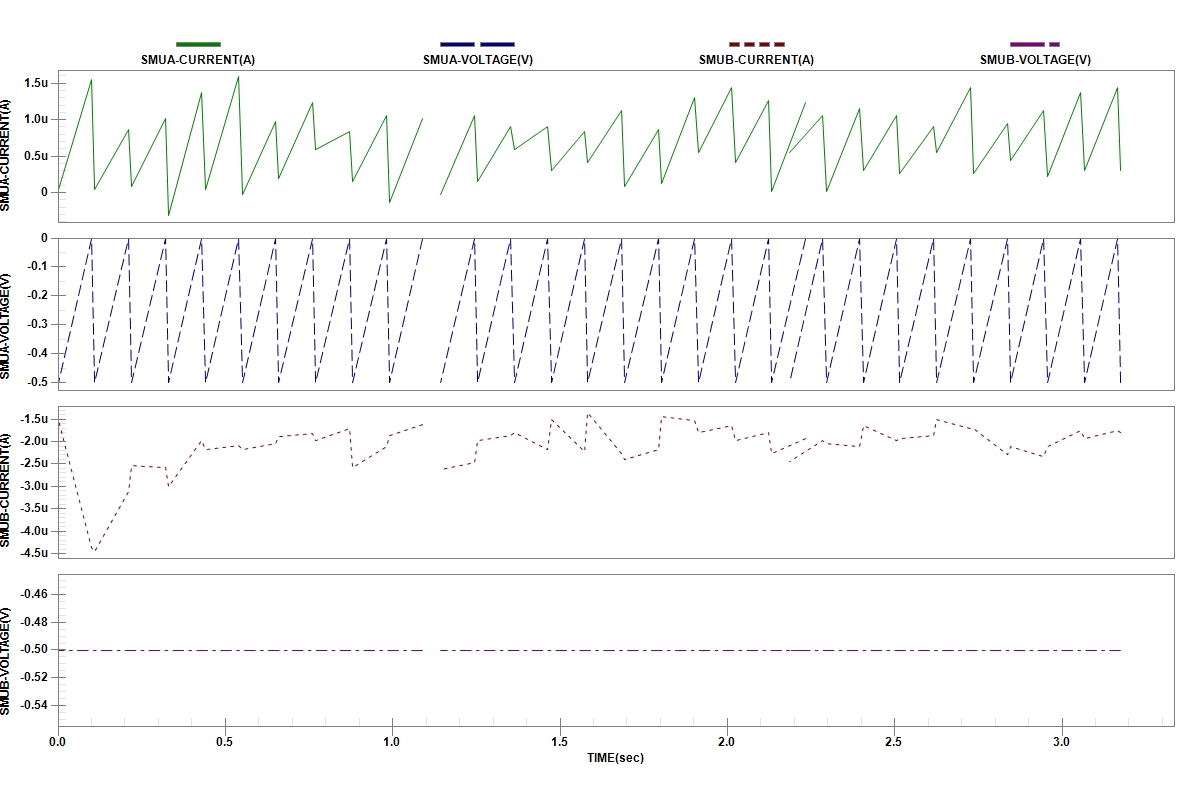 SMUA-CURRENT(A) SMUA-VOLTAGE(V) SMUB-CURRENT(A) SMUB-VOLTAGE(V)
SMUA-CURRENT(A)
1.5u
1.0u
0.5u
0
SMUA-VOLTAGE(V)
0
-0.1
-0.2
-0.3
-0.4
-0.5
SMUB-CURRENT(A)
-1.5u
-2.0u
-2.5u
-3.0u
-3.5u
-4.0u
-4.5u
SMUB-VOLTAGE(V)
-0.46
-0.48
-0.50
-0.52
-0.54
0.0 0.5 1.0 1.5 2.0 2.5 3.0
TIME(sec)